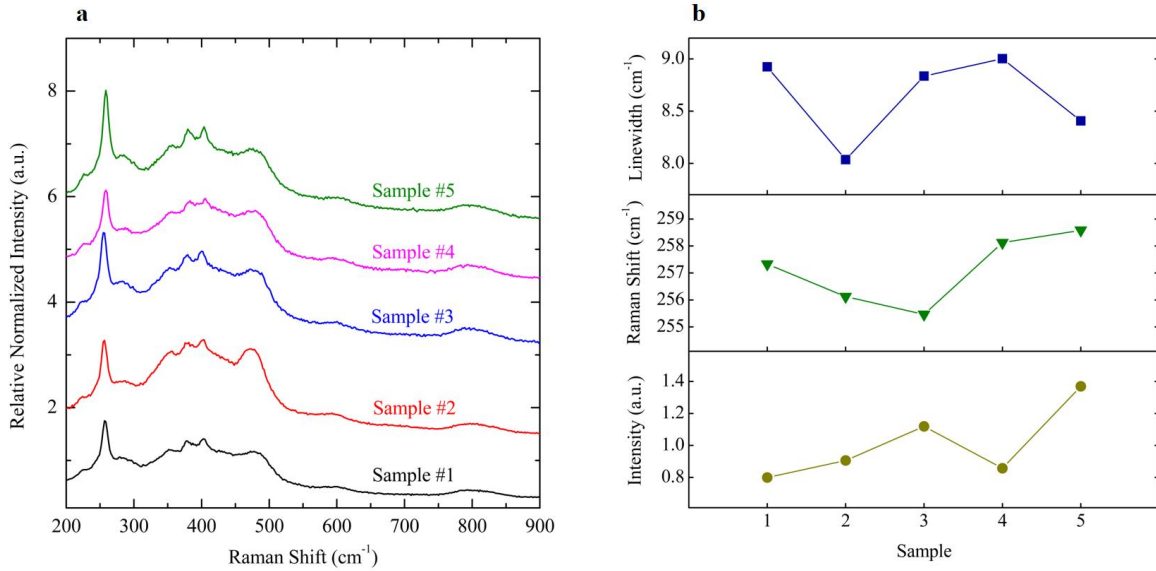 a
Relative Normalized Intensity (a.u.)
8
6
4
2
Sample #5
Sample #4
Sample #3
Sample #2
Sample #1
200 300 400 500 600 700 800 900
Raman Shift (cm⁻¹)
b
Linewidth (cm⁻¹)
9.0
8.5
8.0
Raman Shift (cm⁻¹)
259
258
257
256
255
Intensity (a.u.)
1.4
1.2
1.0
0.8
1 2 3 4 5
Sample